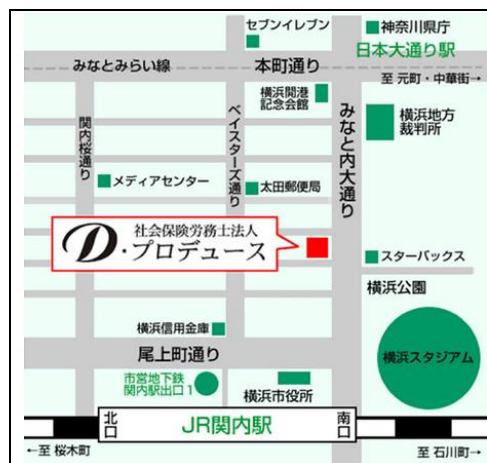 セブンイレブン
神奈川県庁
日本大通り駅
みなとみらい線
本町通り
至 元町・中華街→
横浜開港
記念会館
みなと内大通り
横浜地方
裁判所
関内桜通り
ベイスターズ通り
メディアセンター
太田郵便局
社会保険労務士法人
D・プロデュース
スターバックス
横浜公園
横浜信用金庫
尾上町通り
横浜スタジアム
市営地下鉄
関内駅出口1
横浜市役所
北口
JR関内駅
南口
←至 桜木町
至 石川町→